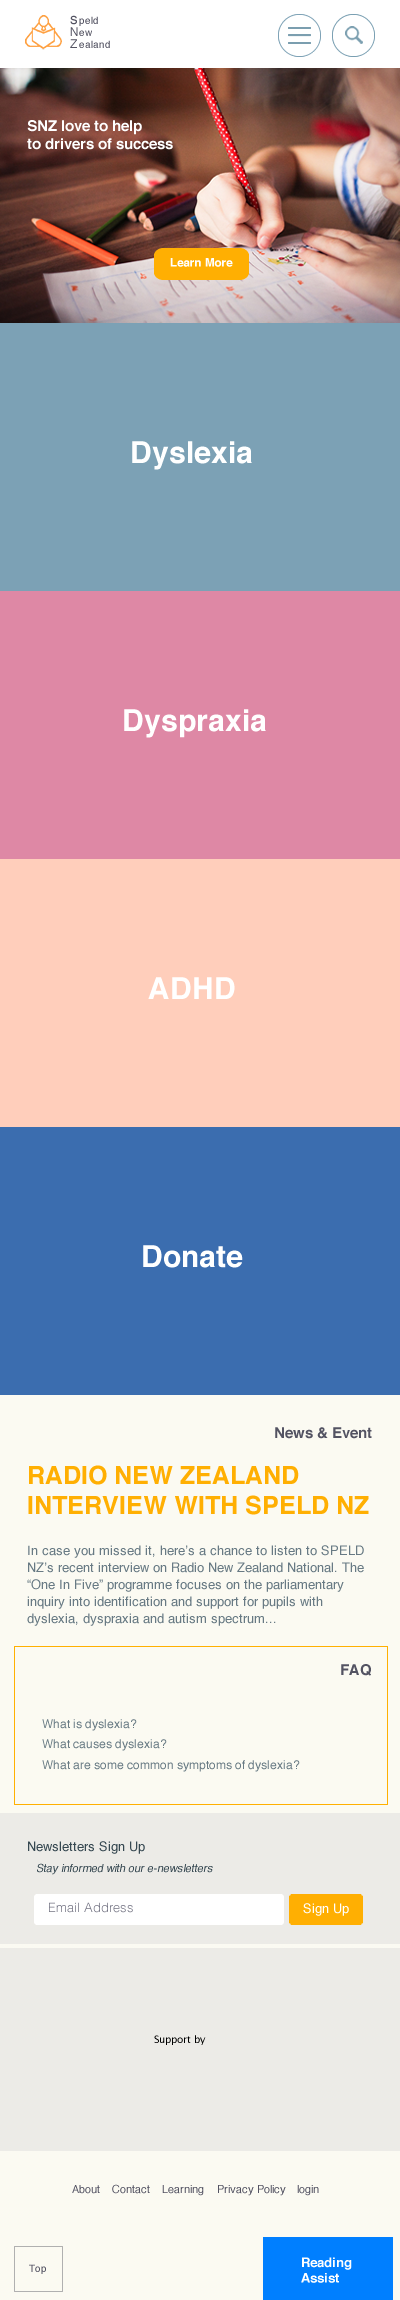 Speld
New
Zealand
SNZ love to help
to drivers of success
Learn More
Dyslexia
Dyspraxia
ADHD
Donate
News & Event
RADIO NEW ZEALAND
INTERVIEW WITH SPELD NZ
In case you missed it, here's a chance to listen to SPELD
NZ's recent interview on Radio New Zealand National. The
“One In Five” programme focuses on the parliamentary
inquiry into identification and support for pupils with
dyslexia, dyspraxia and autism spectrum...
FAQ
What is dyslexia?
What causes dyslexia?
What are some common symptoms of dyslexia?
Newsletters Sign Up
Stay informed with our e-newsletters
Email Address
Sign Up
Support by
About Contact Learning Privacy Policy login
Top
Reading
Assist